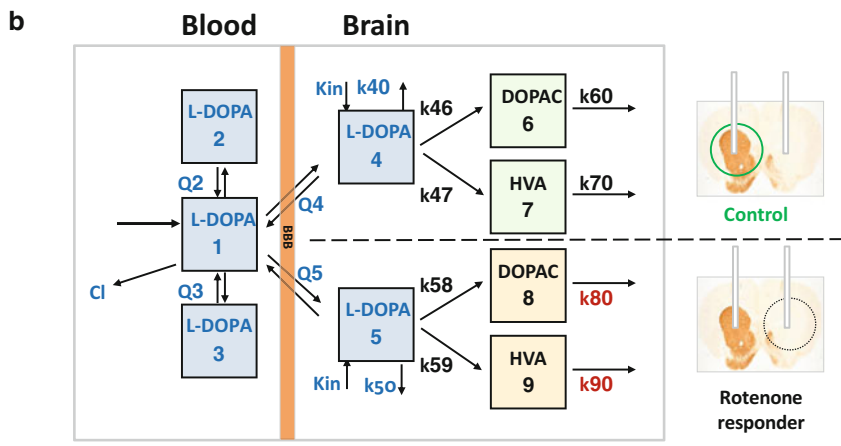 b
Blood
Brain
L-DOPA
2
Q2
L-DOPA
1
Cl
Q3
L-DOPA
3
BBB
Q4
Q5
Kin
k40
L-DOPA
4
k46
k47
DOPAC
6
k60
HVA
7
k70
L-DOPA
5
Kin
k50
k58
k59
DOPAC
8
k80
HVA
9
k90
Control
Rotenone
responder